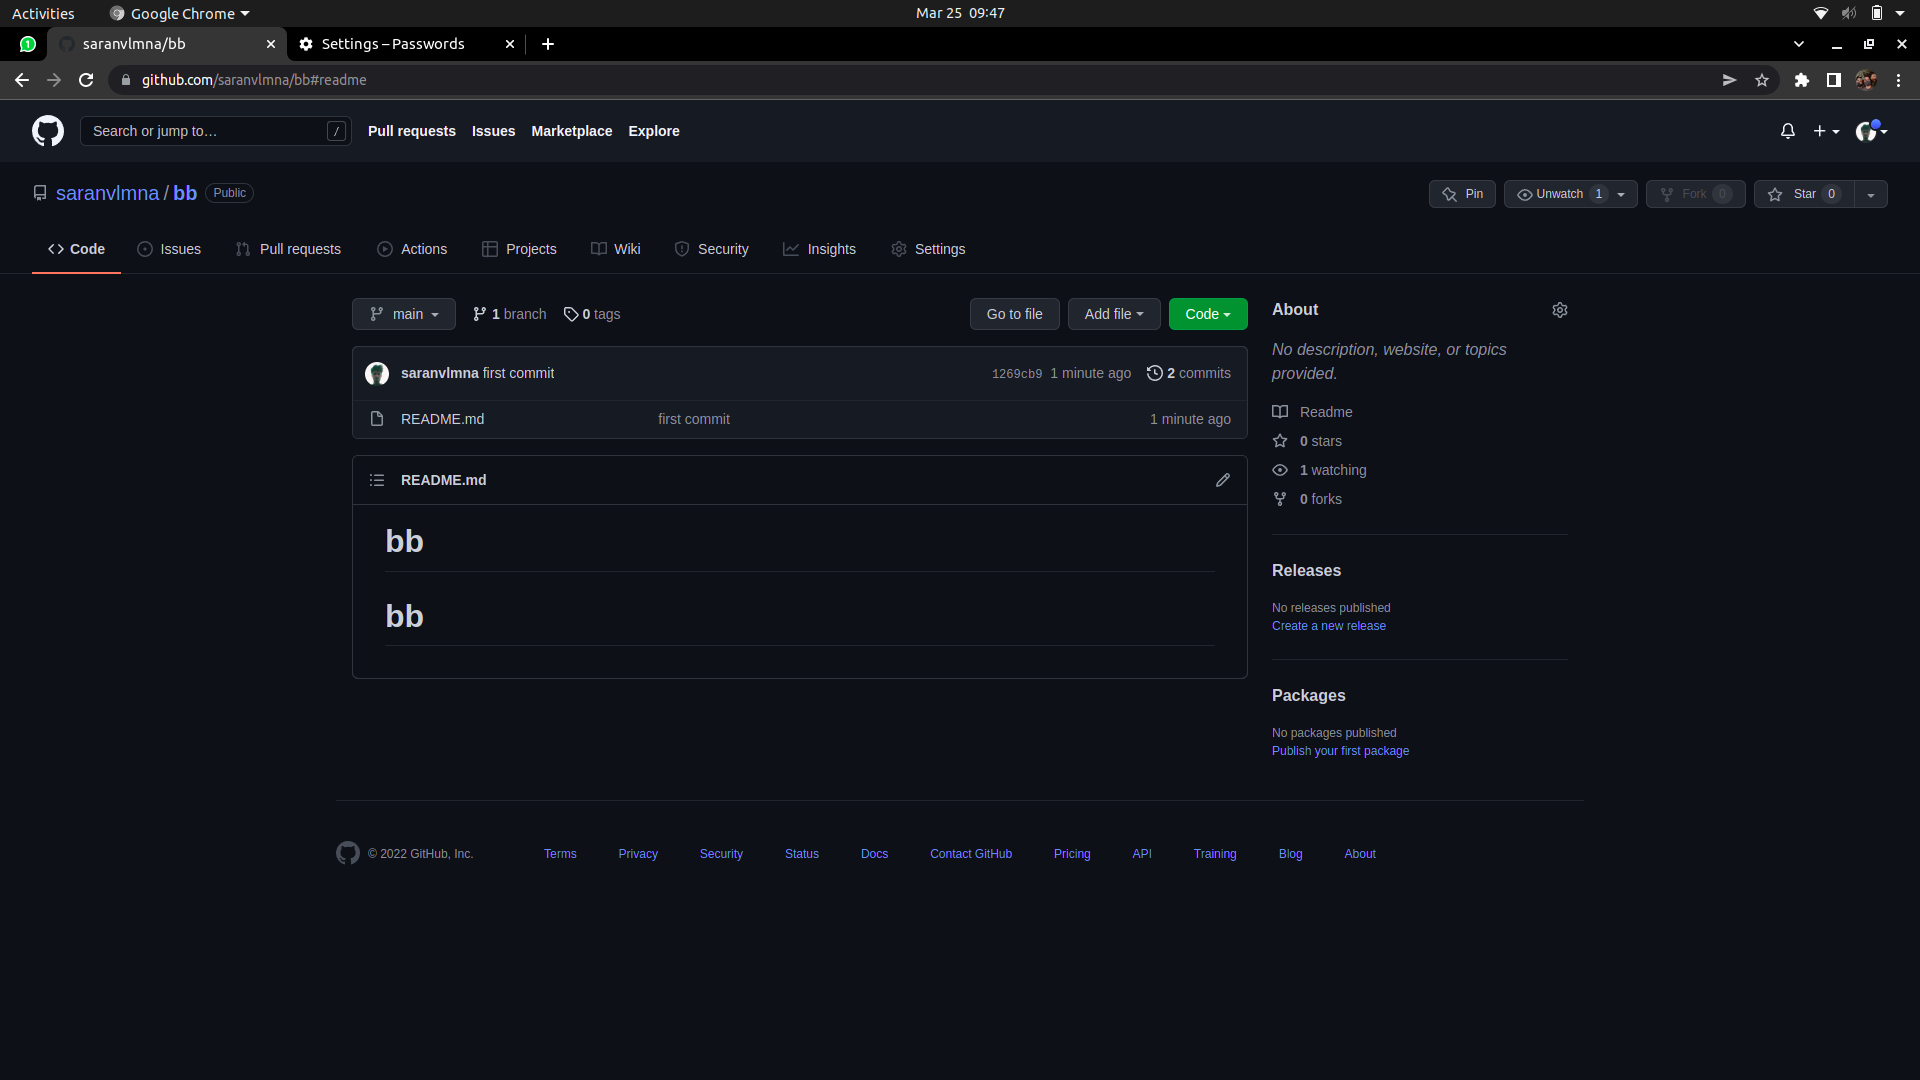 Activities Google Chrome Mar 25 09:47
1 saranvlmna/bb Settings – Passwords
github.com/saranvlmna/bb#readme
Search or jump to… / Pull requests Issues Marketplace Explore
saranvlmna / bb Public Pin Unwatch 1 Fork 0 Star 0
Code Issues Pull requests Actions Projects Wiki Security Insights Settings
main 1 branch 0 tags Go to file Add file Code
saranvlmna first commit 1269cb9 1 minute ago 2 commits
README.md first commit 1 minute ago
README.md
bb
bb
About
No description, website, or topics
provided.
Readme
0 stars
1 watching
0 forks
Releases
No releases published
Create a new release
Packages
No packages published
Publish your first package
© 2022 GitHub, Inc. Terms Privacy Security Status Docs Contact GitHub Pricing API Training Blog About